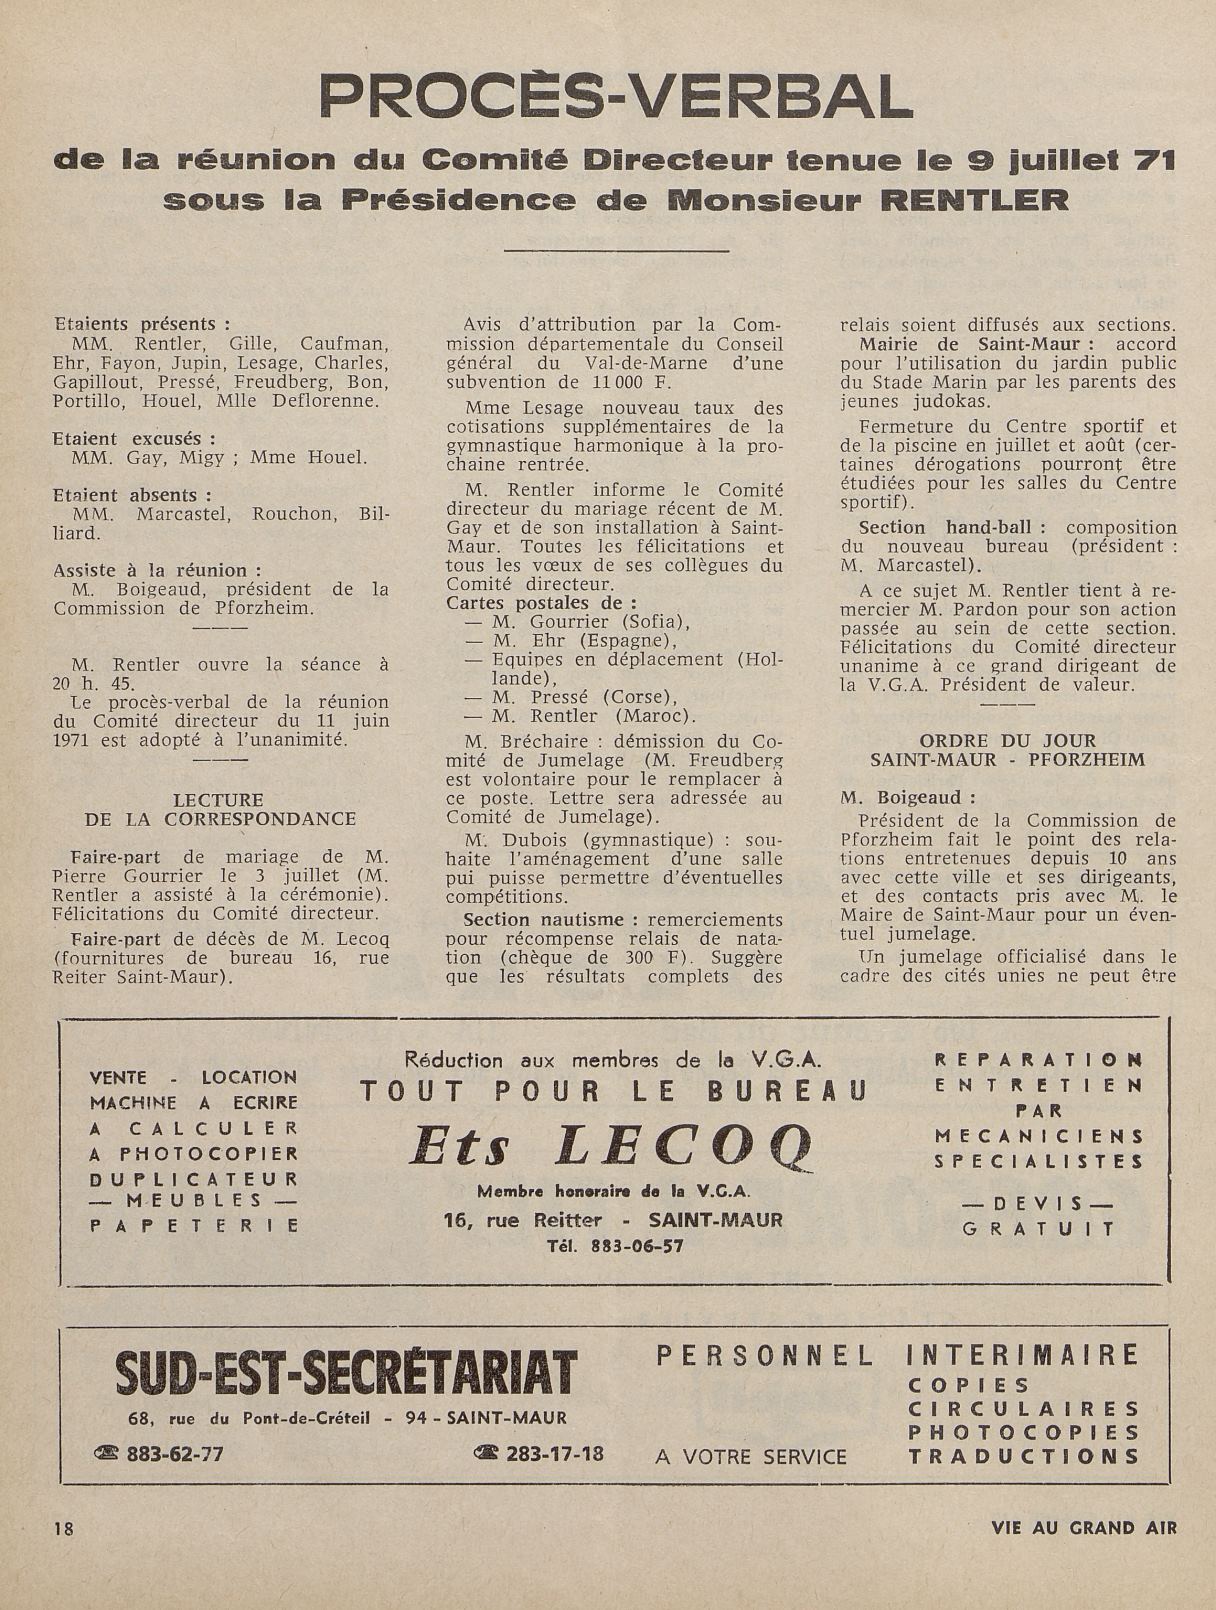 PROCÈS-VERBAL
de la réunion du Comité Directeur tenue le 9 juillet 71
sous la Présidence de Monsieur RENTLER
Etaients présents :
MM. Rentler, Gille, Caufman,
Ehr, Fayon, Jupin, Lesage, Charles,
Gapillout, Pressé, Freudberg, Bon,
Portillo, Houel, Mlle Deflorenne.
Etaient excusés :
MM. Gay, Migy ; Mme Houel.
Etaient absents :
MM. Marcastel, Rouchon, Bil-
liard.
Assiste à la réunion :
M. Boigeaud, président de la
Commission de Pforzheim.
M. Rentler ouvre la séance à
20 h. 45.
Le procès-verbal de la réunion
du Comité directeur du 11 juin
1971 est adopté à l'unanimité.
LECTURE
DE LA CORRESPONDANCE
Faire-part de mariage de M.
Pierre Gourrier le 3 juillet (M.
Rentler a assisté à la cérémonie).
Félicitations du Comité directeur.
Faire-part de décès de M. Lecoq
(fournitures de bureau 16, rue
Reiter Saint-Maur).
Avis d'attribution par la Com-
mission départementale du Conseil
général du Val-de-Marne d'une
subvention de 11 000 F.
Mme Lesage nouveau taux des
cotisations supplémentaires de la
gymnastique harmonique à la pro-
chaine rentrée.
M. Rentler informe le Comité
directeur du mariage récent de M.
Gay et de son installation à Saint-
Maur. Toutes les félicitations et
tous les vœux de ses collègues du
Comité directeur.
Cartes postales de :
— M. Gourrier (Sofia),
— M. Ehr (Espagne),
— Equipes en déplacement (Hol-
lande),
— M. Pressé (Corse),
— M. Rentler (Maroc).
M. Bréchaire : démission du Co-
mité de Jumelage (M. Freudberg
est volontaire pour le remplacer à
ce poste. Lettre sera adressée au
Comité de Jumelage).
M. Dubois (gymnastique) : sou-
haite l'aménagement d'une salle
pui puisse permettre d'éventuelles
compétitions.
Section nautisme : remerciements
pour récompense relais de nata-
tion (chèque de 300 F). Suggère
que les résultats complets des
relais soient diffusés aux sections.
Mairie de Saint-Maur : accord
pour l'utilisation du jardin public
du Stade Marin par les parents des
jeunes judokas.
Fermeture du Centre sportif et
de la piscine en juillet et août (cer-
taines dérogations pourront être
étudiées pour les salles du Centre
sportif).
Section hand-ball : composition
du nouveau bureau (président :
M. Marcastel).
A ce sujet M. Rentler tient à re-
mercier M. Pardon pour son action
passée au sein de cette section.
Félicitations du Comité directeur
unanime à ce grand dirigeant de
la V.G.A. Président de valeur.
ORDRE DU JOUR
SAINT-MAUR - PFORZHEIM
M. Boigeaud :
Président de la Commission de
Pforzheim fait le point des rela-
tions entretenues depuis 10 ans
avec cette ville et ses dirigeants,
et des contacts pris avec M. le
Maire de Saint-Maur pour un éven-
tuel jumelage.
Un jumelage officialisé dans le
cadre des cités unies ne peut être
VENTE - LOCATION
MACHINE A ECRIRE
A CALCULER
A PHOTOCOPIER
DUPLICATEUR
— MEUBLES —
PAPETERIE
Réduction aux membres de la V.G.A.
TOUT POUR LE BUREAU
Ets LECOQ
Membre honoraire de la V.G.A.
16, rue Reitter - SAINT-MAUR
Tél. 883-06-57
REPARATION
ENTRETIEN
PAR
MECANICIENS
SPECIALISTES
— DEVIS —
GRATUIT
SUD-EST-SECRÉTARIAT
68, rue du Pont-de-Créteil - 94 - SAINT-MAUR
☎ 883-62-77 ☎ 283-17-18
PERSONNEL INTERIMAIRE
COPIES
CIRCULAIRES
PHOTOCOPIES
A VOTRE SERVICE TRADUCTIONS
18 VIE AU GRAND AIR